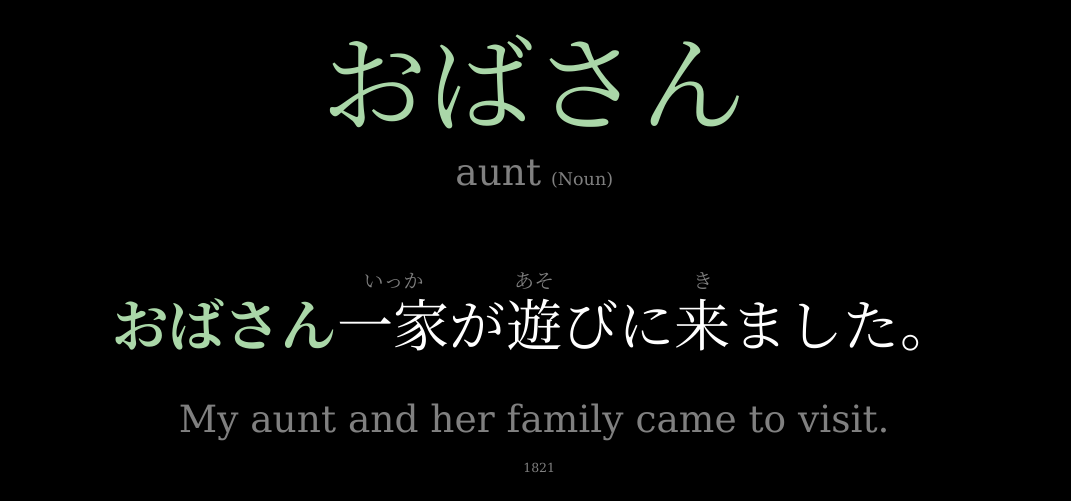 おばさん
aunt (Noun)
いっか あそ き
おばさん一家が遊びに来ました。
My aunt and her family came to visit.
1821